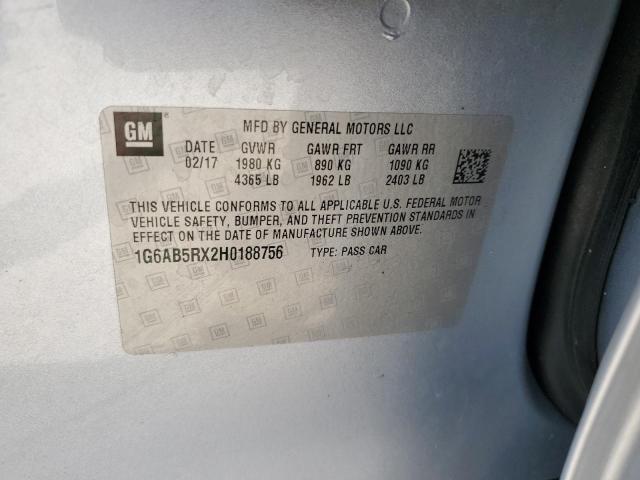 GM
MFD BY GENERAL MOTORS LLC
DATE GVWR GAWR FRT GAWR RR
02/17 1980 KG 890 KG 1090 KG
4365 LB 1962 LB 2403 LB
THIS VEHICLE CONFORMS TO ALL APPLICABLE U.S. FEDERAL MOTOR
VEHICLE SAFETY, BUMPER, AND THEFT PREVENTION STANDARDS IN
EFFECT ON THE DATE OF MANUFACTURE SHOWN ABOVE.
1G6AB5RX2H0188756 TYPE: PASS CAR